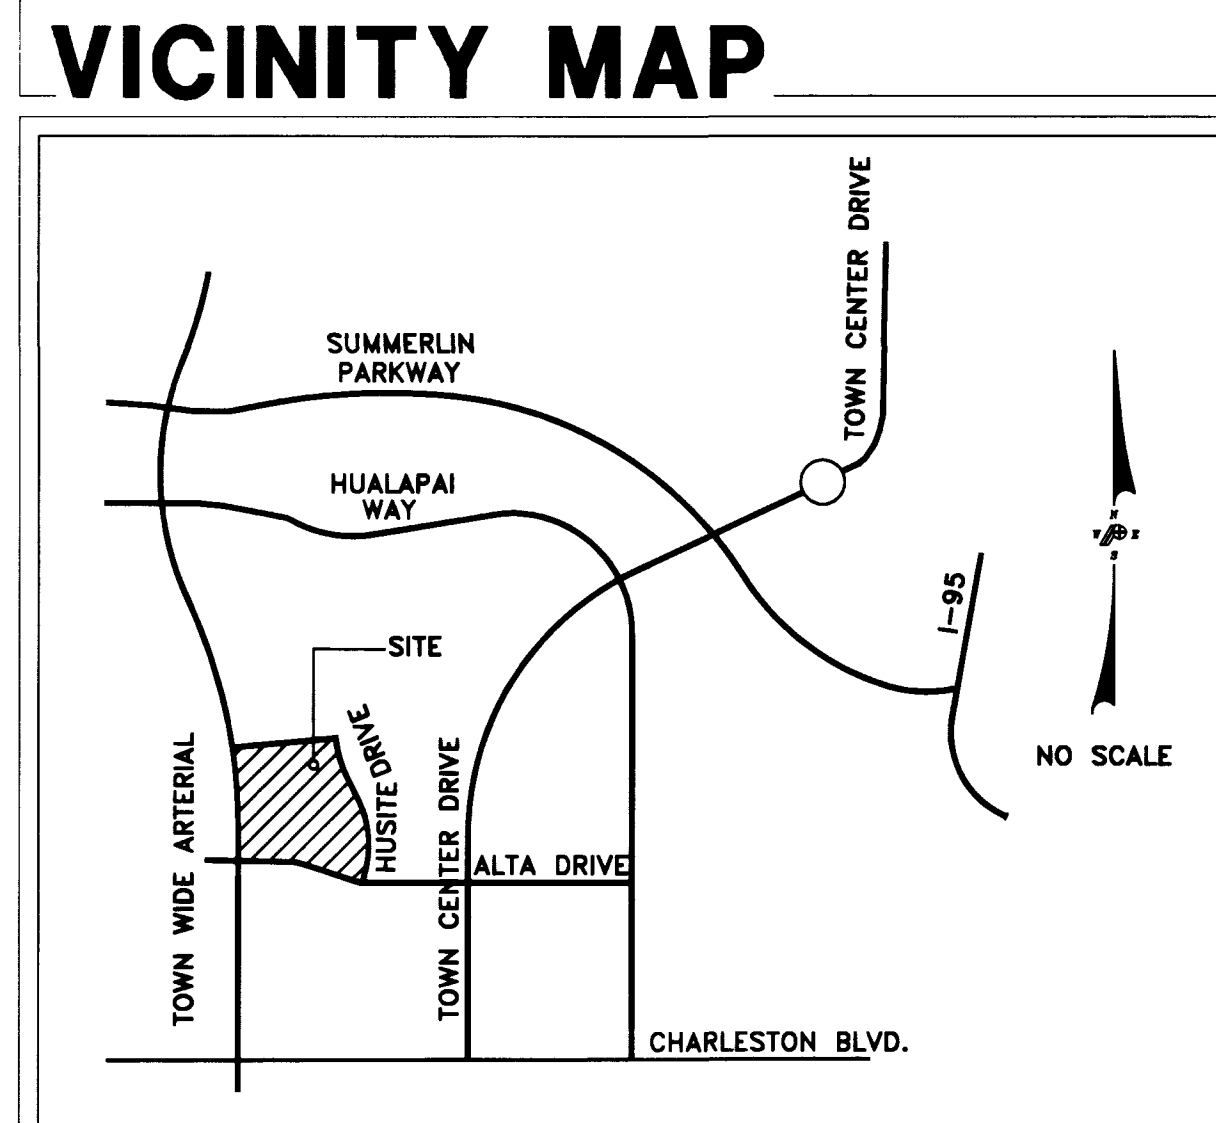 VICINITY MAP
TOWN CENTER DRIVE
SUMMERLIN
PARKWAY
HUALAPAI
WAY
N
W E
S
I-95
SITE
HUSITE DRIVE
NO SCALE
TOWN WIDE ARTERIAL
TOWN CENTER DRIVE
ALTA DRIVE
CHARLESTON BLVD.